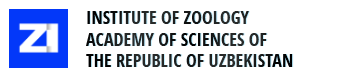 ZI
INSTITUTE OF ZOOLOGY
ACADEMY OF SCIENCES OF
THE REPUBLIC OF UZBEKISTAN